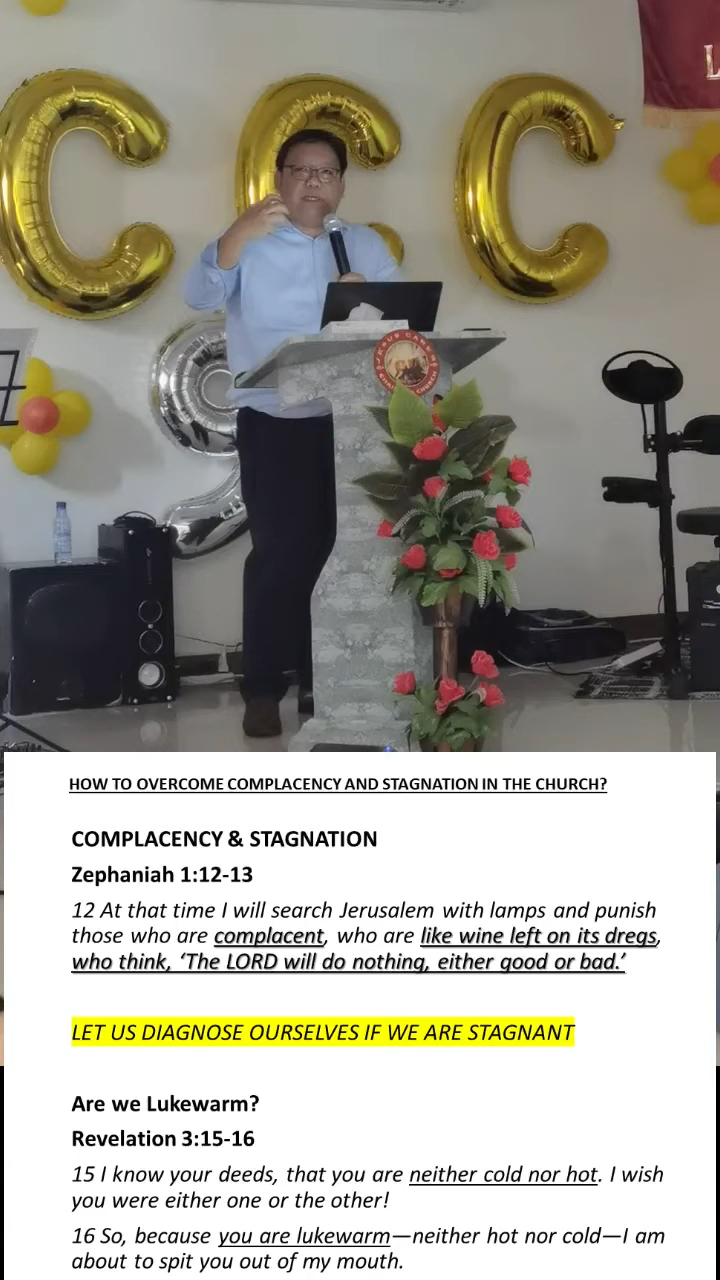 C C C
L
9
JESUS CARES
CHURCH
HOW TO OVERCOME COMPLACENCY AND STAGNATION IN THE CHURCH?
COMPLACENCY & STAGNATION
Zephaniah 1:12-13
12 At that time I will search Jerusalem with lamps and punish
those who are complacent, who are like wine left on its dregs,
who think, ‘The LORD will do nothing, either good or bad.’
LET US DIAGNOSE OURSELVES IF WE ARE STAGNANT
Are we Lukewarm?
Revelation 3:15-16
15 I know your deeds, that you are neither cold nor hot. I wish
you were either one or the other!
16 So, because you are lukewarm—neither hot nor cold—I am
about to spit you out of my mouth.